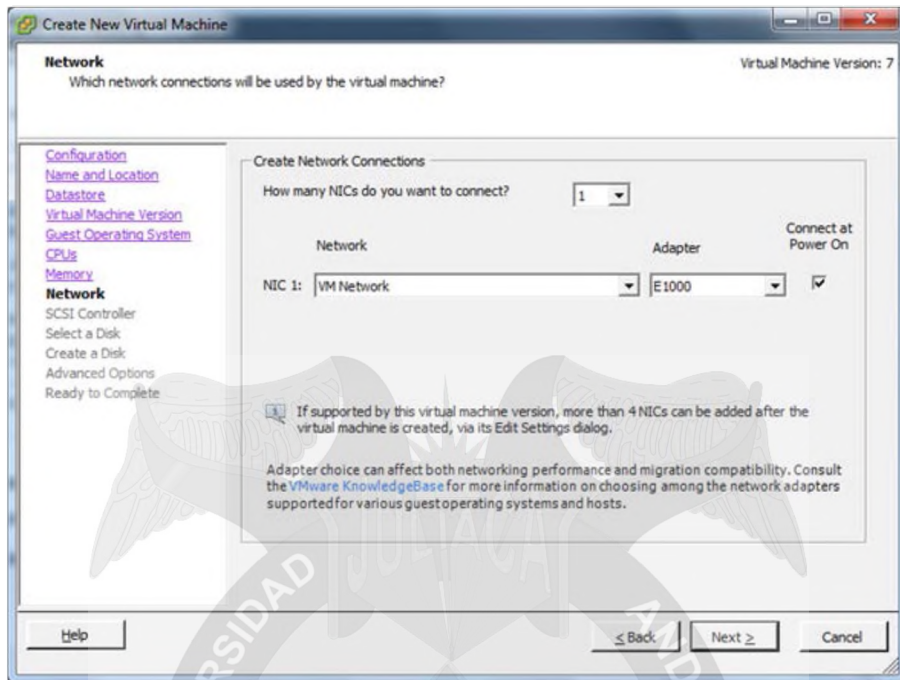 Create New Virtual Machine
Network
Which network connections will be used by the virtual machine?
Virtual Machine Version: 7
Configuration
Name and Location
Datastore
Virtual Machine Version
Guest Operating System
CPUs
Memory
Network
SCSI Controller
Select a Disk
Create a Disk
Advanced Options
Ready to Complete
Create Network Connections
How many NICs do you want to connect?
1
Network
Adapter
Connect at
Power On
NIC 1:
VM Network
E1000
If supported by this virtual machine version, more than 4 NICs can be added after the
virtual machine is created, via its Edit Settings dialog.
Adapter choice can affect both networking performance and migration compatibility. Consult
the VMware KnowledgeBase for more information on choosing among the network adapters
supported for various guest operating systems and hosts.
JULIACA
Help
< Back
Next >
Cancel